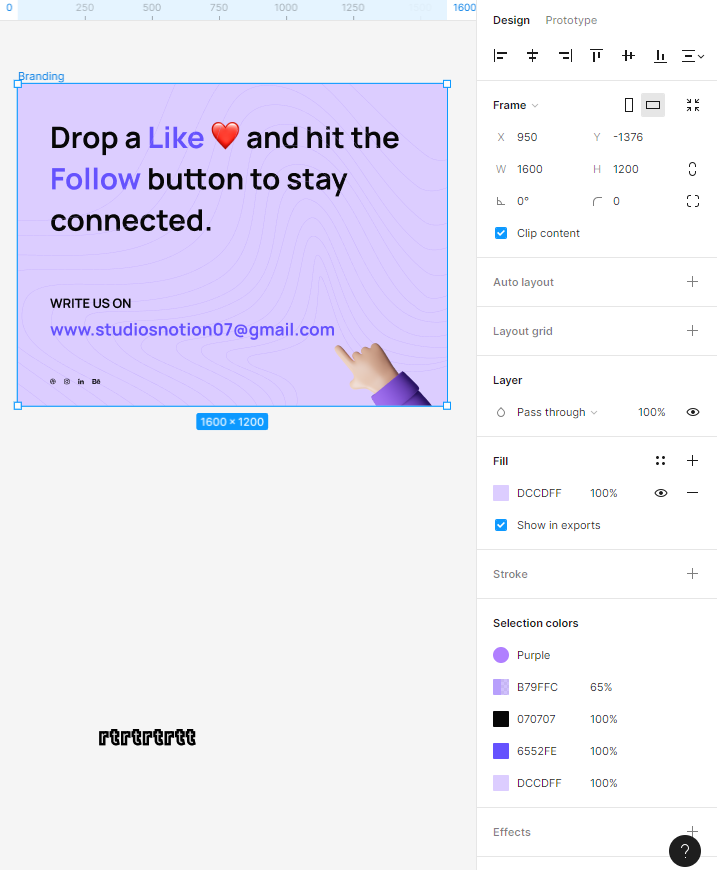 0 250 500 750 1000 1250 1600
Branding
Drop a Like ❤️ and hit the
Follow button to stay
connected.
WRITE US ON
www.studiosnotion07@gmail.com
in Bē
1600 × 1200
rtrtrtrtt
Design Prototype
Frame
X 950 Y -1376
W 1600 H 1200
0° 0
Clip content
Auto layout
Layout grid
Layer
Pass through 100%
Fill
DCCDFF 100%
Show in exports
Stroke
Selection colors
Purple
B79FFC 65%
070707 100%
6552FE 100%
DCCDFF 100%
Effects
?